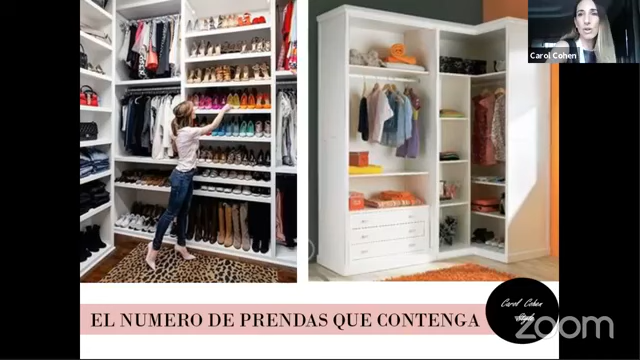 Carol Cohen
EL NUMERO DE PRENDAS QUE CONTENGA
Carol Cohen
zoom